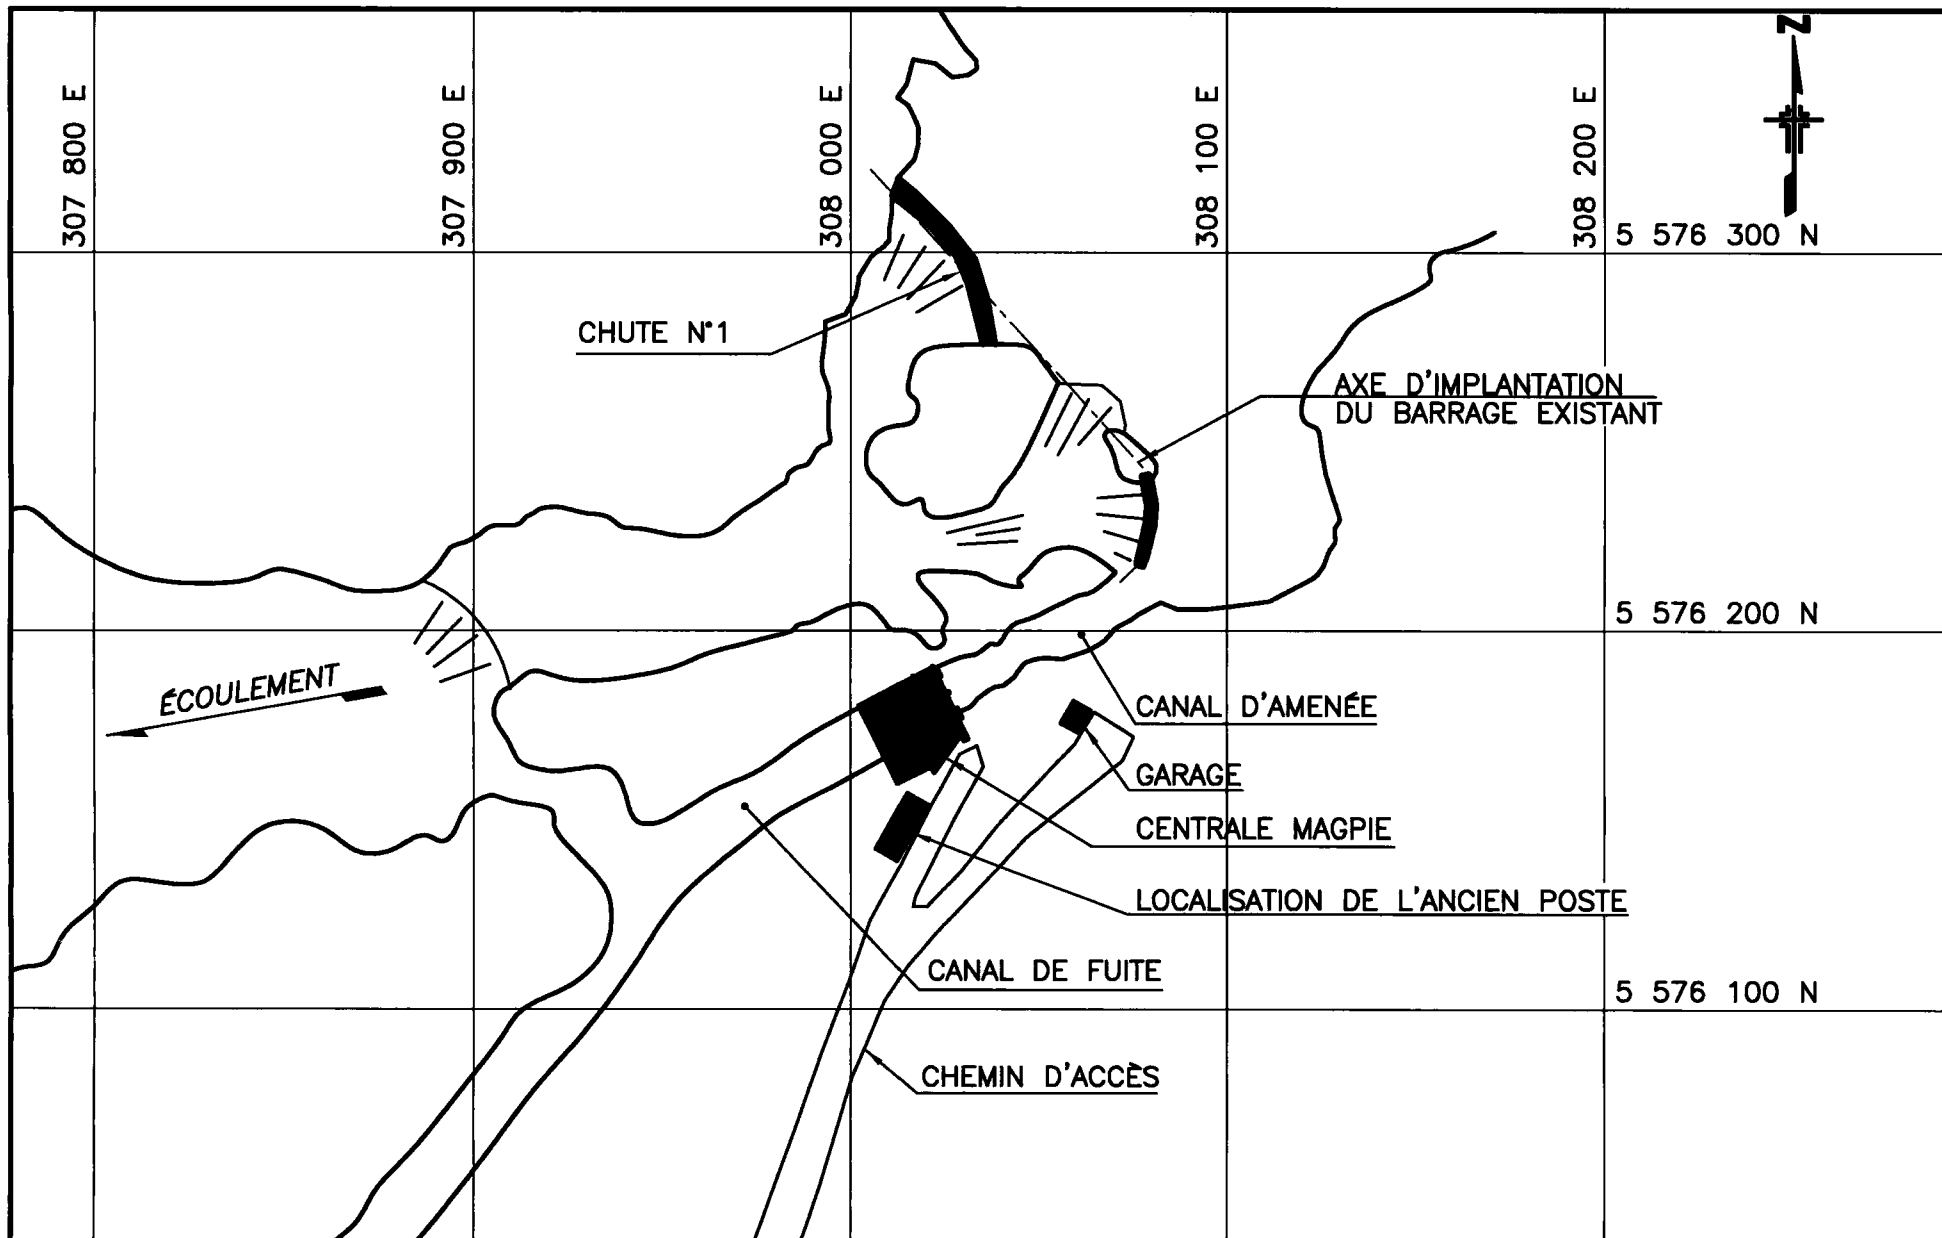 307 800 E
307 900 E
308 000 E
308 100 E
308 200 E
N
5 576 300 N
CHUTE N°1
AXE D'IMPLANTATION
DU BARRAGE EXISTANT
5 576 200 N
ÉCOULEMENT
CANAL D'AMENÉE
GARAGE
CENTRALE MAGPIE
LOCALISATION DE L'ANCIEN POSTE
CANAL DE FUITE
5 576 100 N
CHEMIN D'ACCÈS